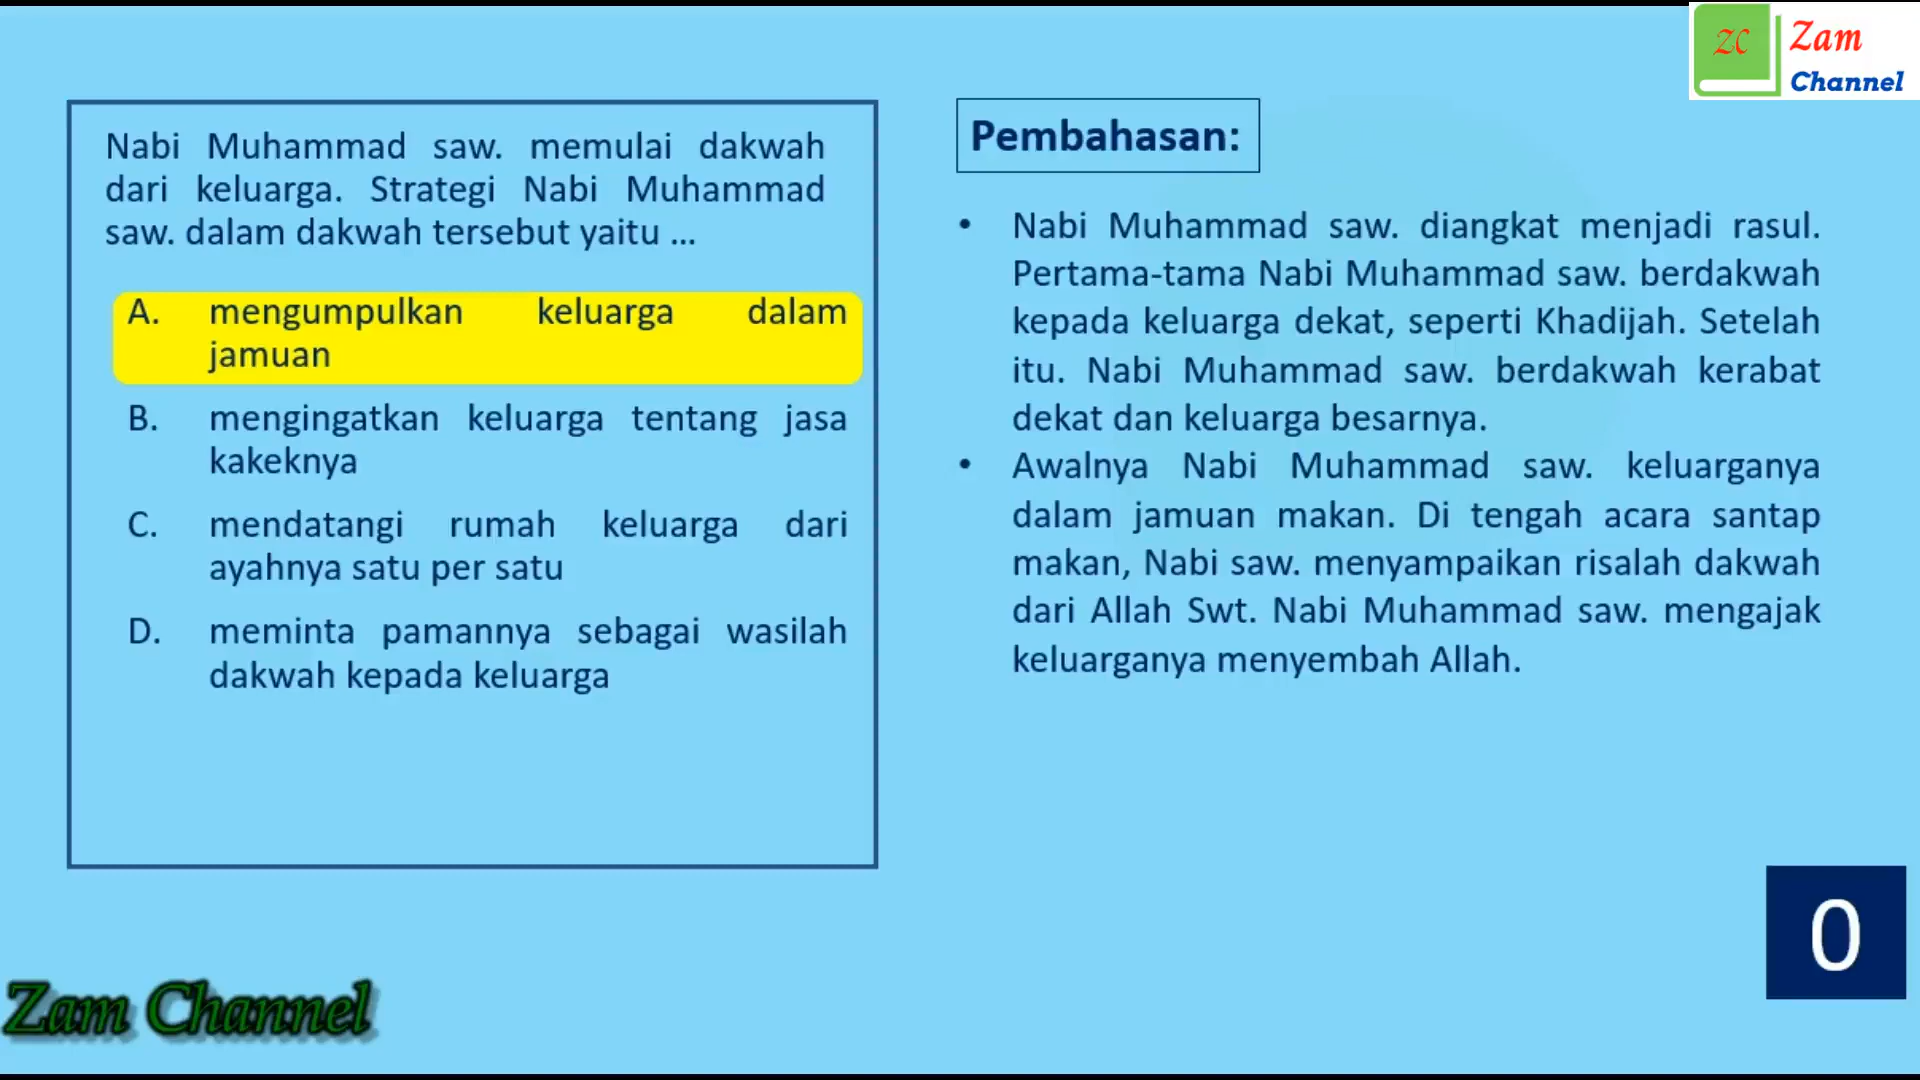 ZC
Zam
Channel
Nabi Muhammad saw. memulai dakwah
dari keluarga. Strategi Nabi Muhammad
saw. dalam dakwah tersebut yaitu ...
A. mengumpulkan keluarga dalam
jamuan
B. mengingatkan keluarga tentang jasa
kakeknya
C. mendatangi rumah keluarga dari
ayahnya satu per satu
D. meminta pamannya sebagai wasilah
dakwah kepada keluarga
Pembahasan:
• Nabi Muhammad saw. diangkat menjadi rasul.
Pertama-tama Nabi Muhammad saw. berdakwah
kepada keluarga dekat, seperti Khadijah. Setelah
itu. Nabi Muhammad saw. berdakwah kerabat
dekat dan keluarga besarnya.
• Awalnya Nabi Muhammad saw. keluarganya
dalam jamuan makan. Di tengah acara santap
makan, Nabi saw. menyampaikan risalah dakwah
dari Allah Swt. Nabi Muhammad saw. mengajak
keluarganya menyembah Allah.
0
Zam Channel